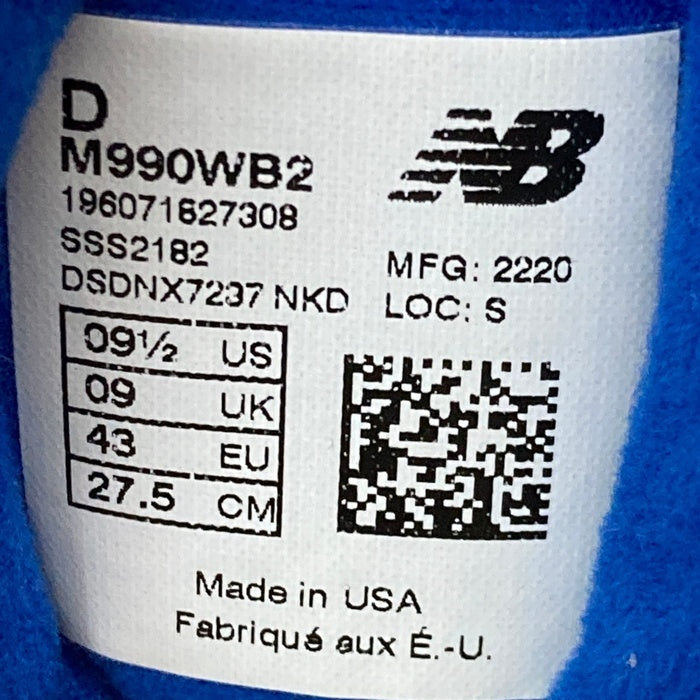 D
M990WB2
196071627308
SSS2182
DSDNX7237 NKD
NB
MFG: 2220
LOC: S
09½ US
09 UK
43 EU
27.5 CM
Made in USA
Fabriqué aux É.-U.